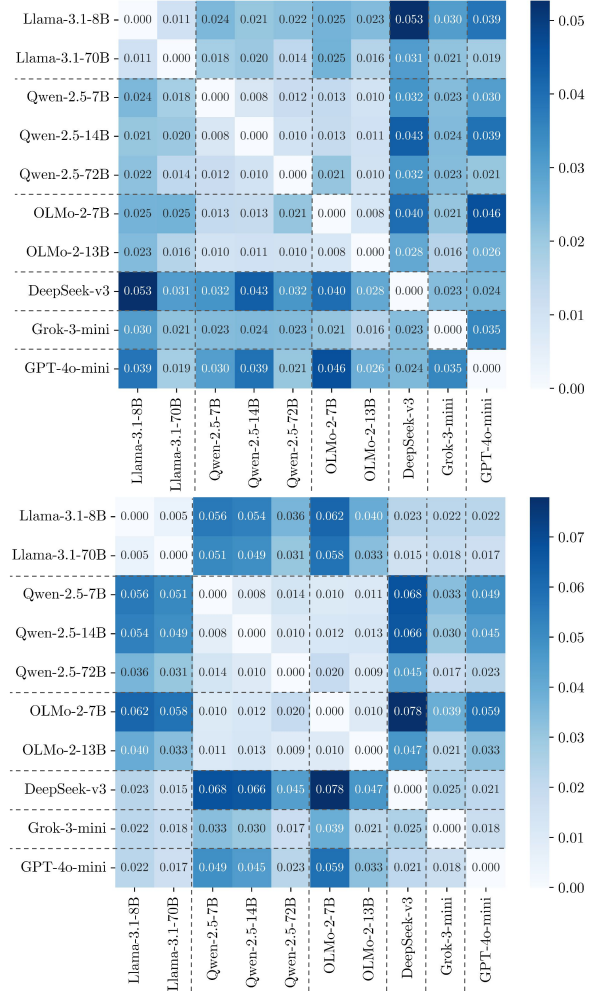 Llama-3.1-8B 0.000 0.011 0.024 0.021 0.022 0.025 0.023 0.053 0.030 0.039
Llama-3.1-70B 0.011 0.000 0.018 0.020 0.014 0.025 0.016 0.031 0.021 0.019
Qwen-2.5-7B 0.024 0.018 0.000 0.008 0.012 0.013 0.010 0.032 0.023 0.030
Qwen-2.5-14B 0.021 0.020 0.008 0.000 0.010 0.013 0.011 0.043 0.024 0.039
Qwen-2.5-72B 0.022 0.014 0.012 0.010 0.000 0.021 0.010 0.032 0.023 0.021
OLMo-2-7B 0.025 0.025 0.013 0.013 0.021 0.000 0.008 0.040 0.021 0.046
OLMo-2-13B 0.023 0.016 0.010 0.011 0.010 0.008 0.000 0.028 0.016 0.026
DeepSeek-v3 0.053 0.031 0.032 0.043 0.032 0.040 0.028 0.000 0.023 0.024
Grok-3-mini 0.030 0.021 0.023 0.024 0.023 0.021 0.016 0.023 0.000 0.035
GPT-4o-mini 0.039 0.019 0.030 0.039 0.021 0.046 0.026 0.024 0.035 0.000
Llama-3.1-8B
Llama-3.1-70B
Qwen-2.5-7B
Qwen-2.5-14B
Qwen-2.5-72B
OLMo-2-7B
OLMo-2-13B
DeepSeek-v3
Grok-3-mini
GPT-4o-mini
0.05
0.04
0.03
0.02
0.01
0.00
Llama-3.1-8B 0.000 0.005 0.056 0.054 0.036 0.062 0.040 0.023 0.022 0.022
Llama-3.1-70B 0.005 0.000 0.051 0.049 0.031 0.058 0.033 0.015 0.018 0.017
Qwen-2.5-7B 0.056 0.051 0.000 0.008 0.014 0.010 0.011 0.068 0.033 0.049
Qwen-2.5-14B 0.054 0.049 0.008 0.000 0.010 0.012 0.013 0.066 0.030 0.045
Qwen-2.5-72B 0.036 0.031 0.014 0.010 0.000 0.020 0.009 0.045 0.017 0.023
OLMo-2-7B 0.062 0.058 0.010 0.012 0.020 0.000 0.010 0.078 0.039 0.059
OLMo-2-13B 0.040 0.033 0.011 0.013 0.009 0.010 0.000 0.047 0.021 0.033
DeepSeek-v3 0.023 0.015 0.068 0.066 0.045 0.078 0.047 0.000 0.025 0.021
Grok-3-mini 0.022 0.018 0.033 0.030 0.017 0.039 0.021 0.025 0.000 0.018
GPT-4o-mini 0.022 0.017 0.049 0.045 0.023 0.059 0.033 0.021 0.018 0.000
Llama-3.1-8B
Llama-3.1-70B
Qwen-2.5-7B
Qwen-2.5-14B
Qwen-2.5-72B
OLMo-2-7B
OLMo-2-13B
DeepSeek-v3
Grok-3-mini
GPT-4o-mini
0.07
0.06
0.05
0.04
0.03
0.02
0.01
0.00